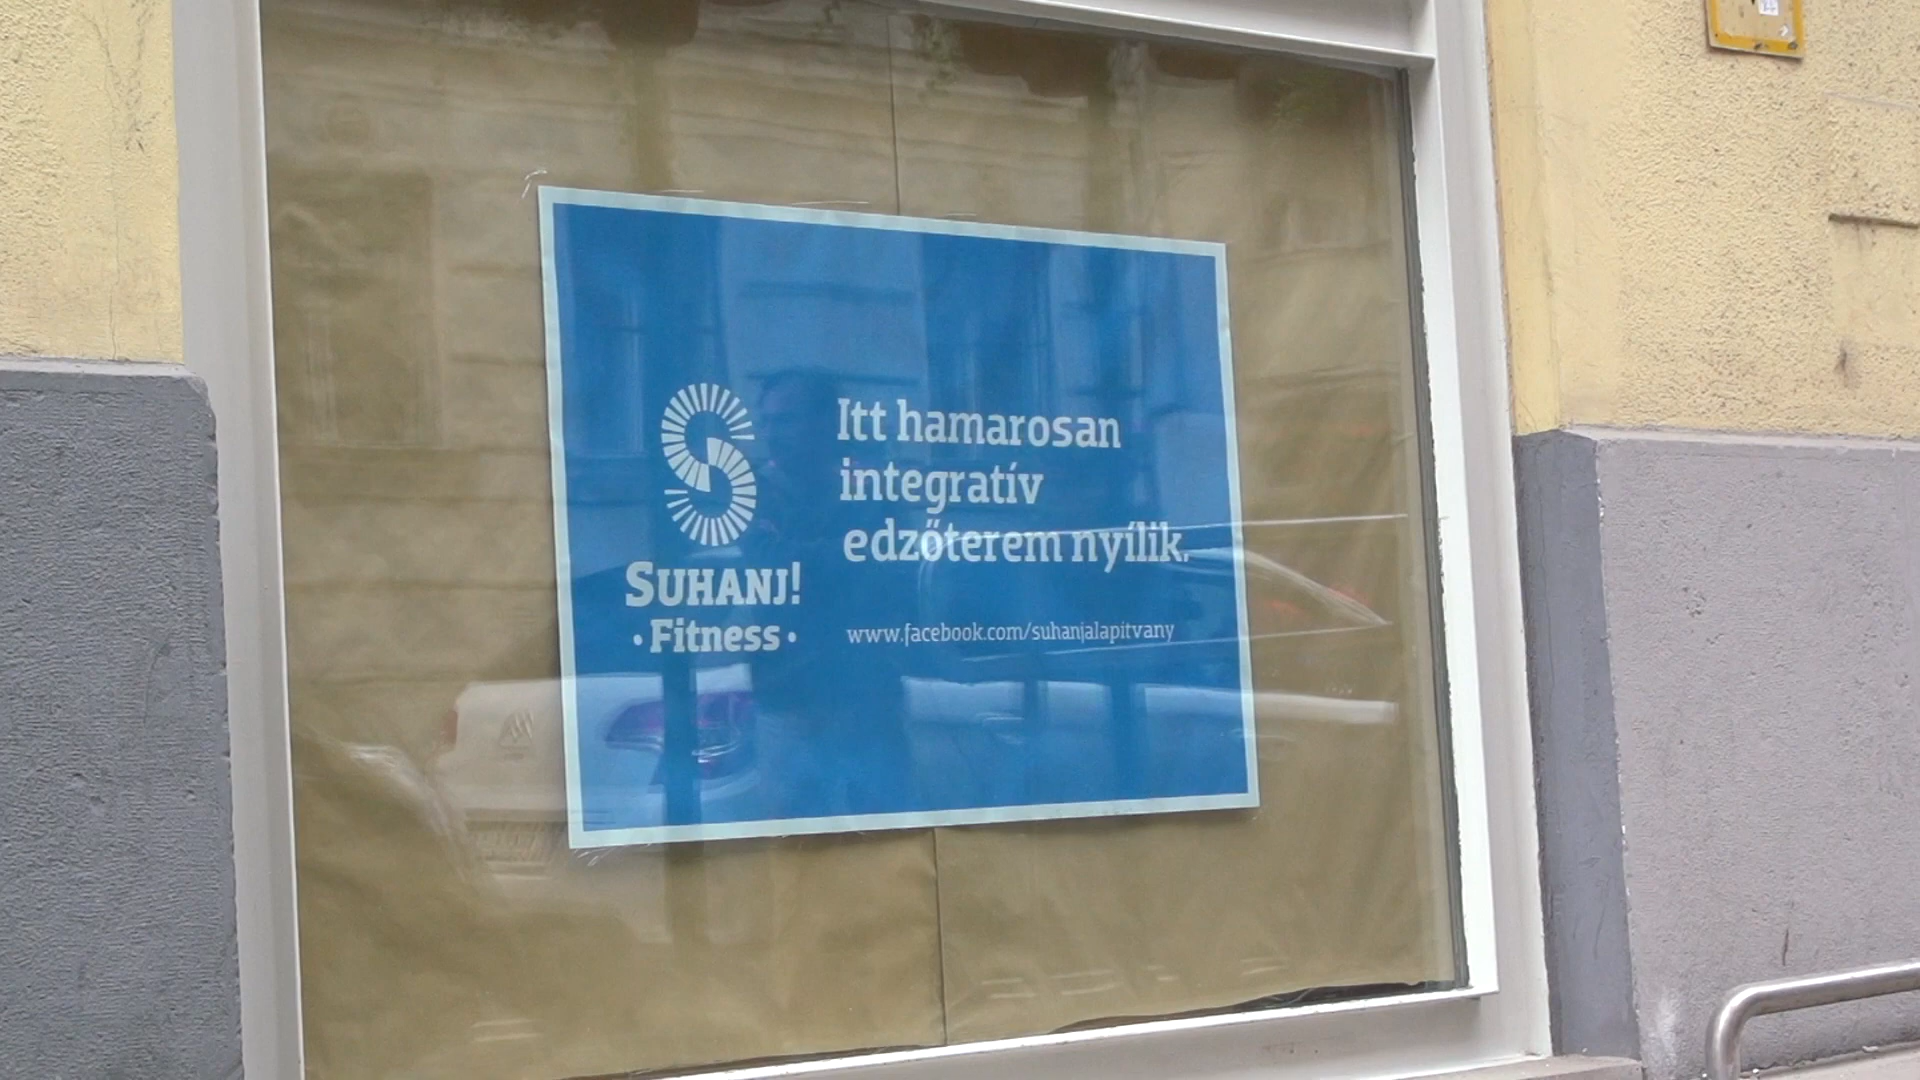 SUHANJ!
• Fitness •
Itt hamarosan
integratív
edzőterem nyílik.
www.facebook.com/suhanjalapitvany